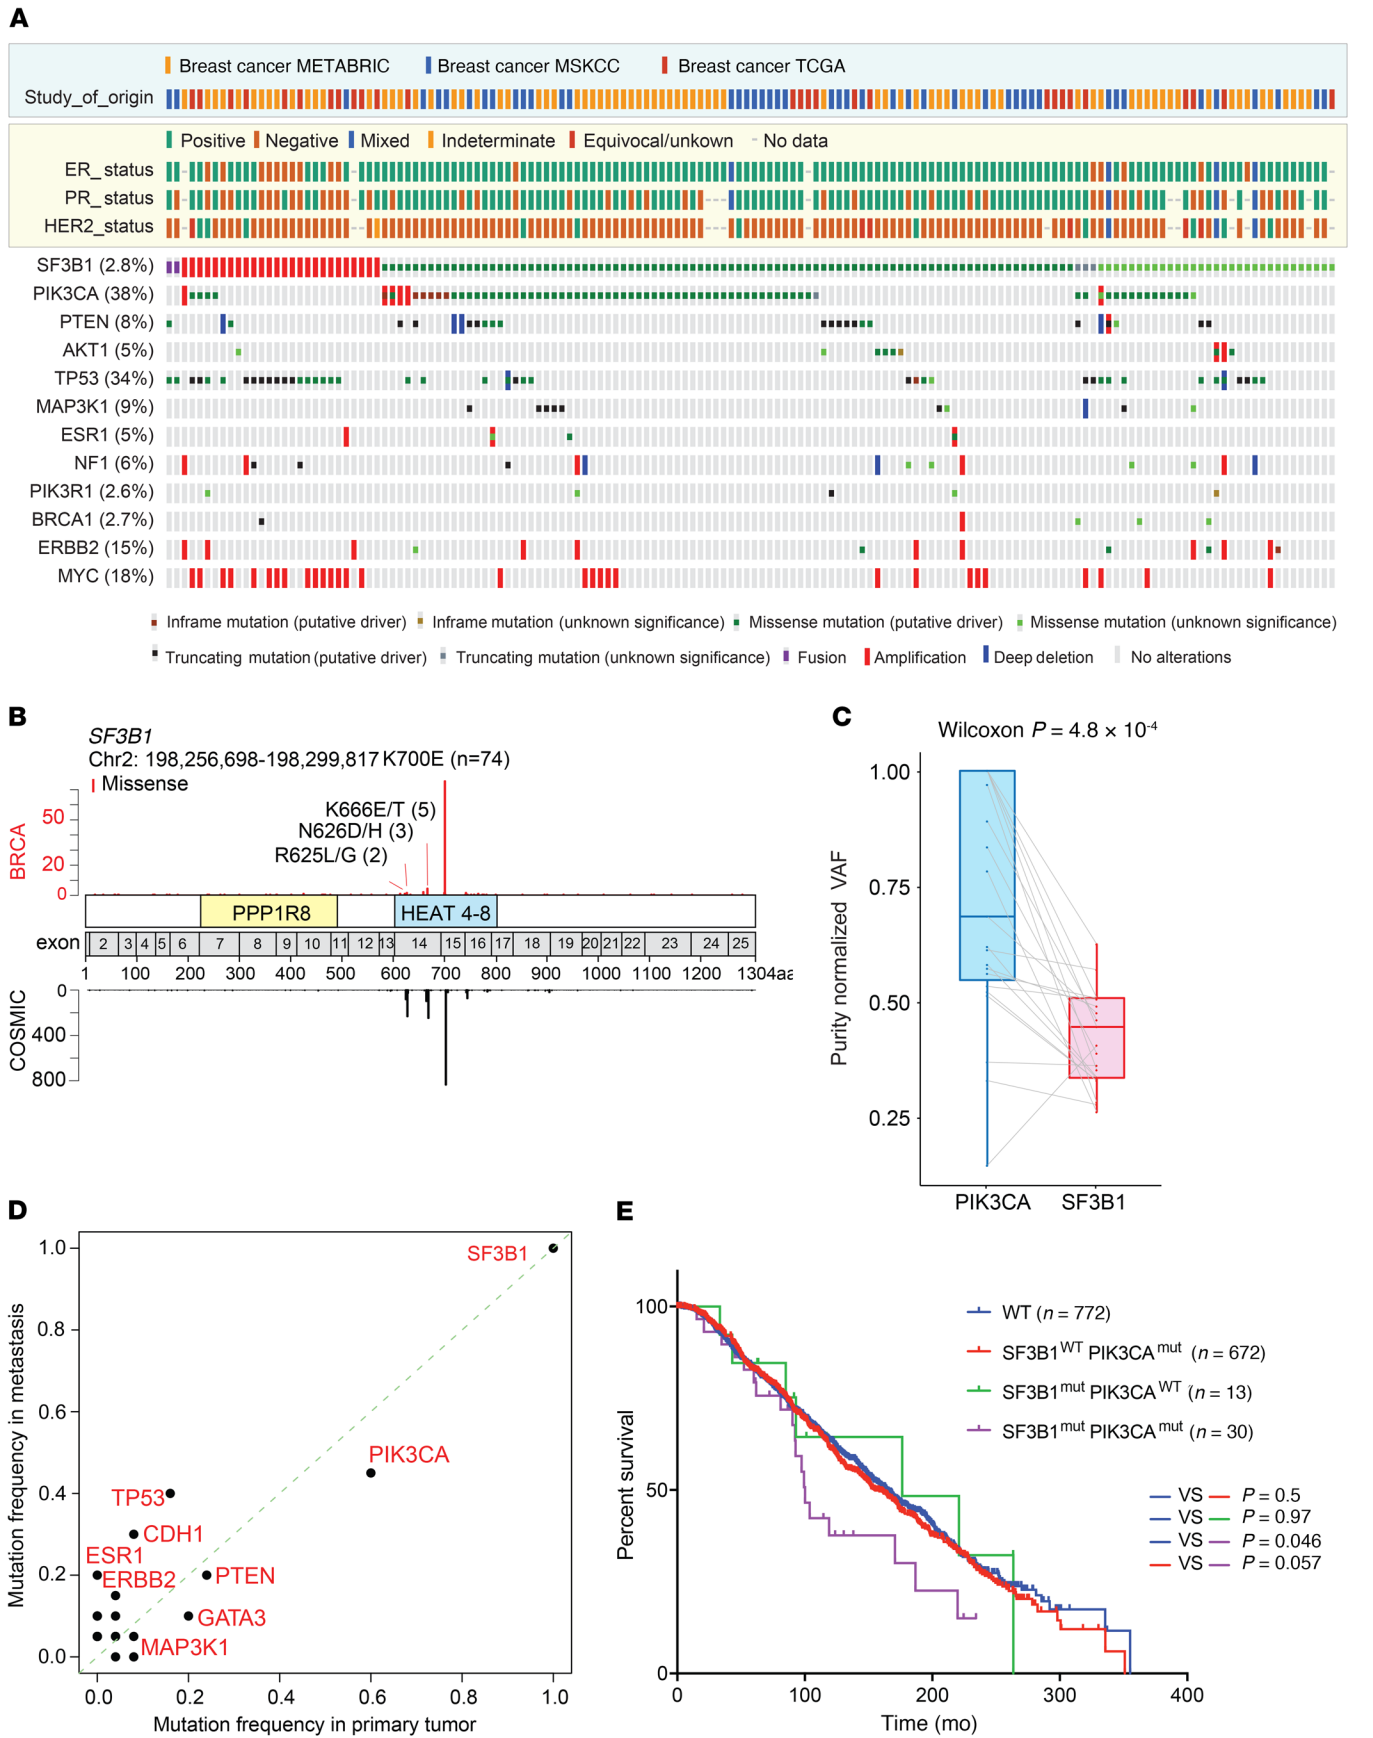 A
Breast cancer METABRIC Breast cancer MSKCC Breast cancer TCGA
Study_of_origin
Positive Negative Mixed Indeterminate Equivocal/unkown - No data
ER_status
PR_status
HER2_status
SF3B1 (2.8%)
PIK3CA (38%)
PTEN (8%)
AKT1 (5%)
TP53 (34%)
MAP3K1 (9%)
ESR1 (5%)
NF1 (6%)
PIK3R1 (2.6%)
BRCA1 (2.7%)
ERBB2 (15%)
MYC (18%)
Inframe mutation (putative driver) Inframe mutation (unknown significance) Missense mutation (putative driver) Missense mutation (unknown significance)
Truncating mutation (putative driver) Truncating mutation (unknown significance) Fusion Amplification Deep deletion No alterations
B
SF3B1
Chr2: 198,256,698-198,299,817 K700E (n=74)
Missense
K666E/T (5)
N626D/H (3)
R625L/G (2)
BRCA
50
20
0
PPP1R8 HEAT 4-8
exon 2 3 4 5 6 7 8 9 10 11 12 13 14 15 16 17 18 19 20 21 22 23 24 25
1 100 200 300 400 500 600 700 800 900 1000 1100 1200 1304aa
COSMIC
0
400
800
C
Wilcoxon P = 4.8 × 10-4
Purity normalized VAF
1.00
0.75
0.50
0.25
PIK3CA SF3B1
D
Mutation frequency in metastasis
1.0
0.8
0.6
0.4
0.2
0.0
SF3B1
PIK3CA
TP53
CDH1
ESR1
ERBB2
PTEN
GATA3
MAP3K1
0.0 0.2 0.4 0.6 0.8 1.0
Mutation frequency in primary tumor
E
Percent survival
100
50
0
WT (n = 772)
SF3B1WT PIK3CAmut (n = 672)
SF3B1mut PIK3CAWT (n = 13)
SF3B1mut PIK3CAmut (n = 30)
VS P = 0.5
VS P = 0.97
VS P = 0.046
VS P = 0.057
0 100 200 300 400
Time (mo)